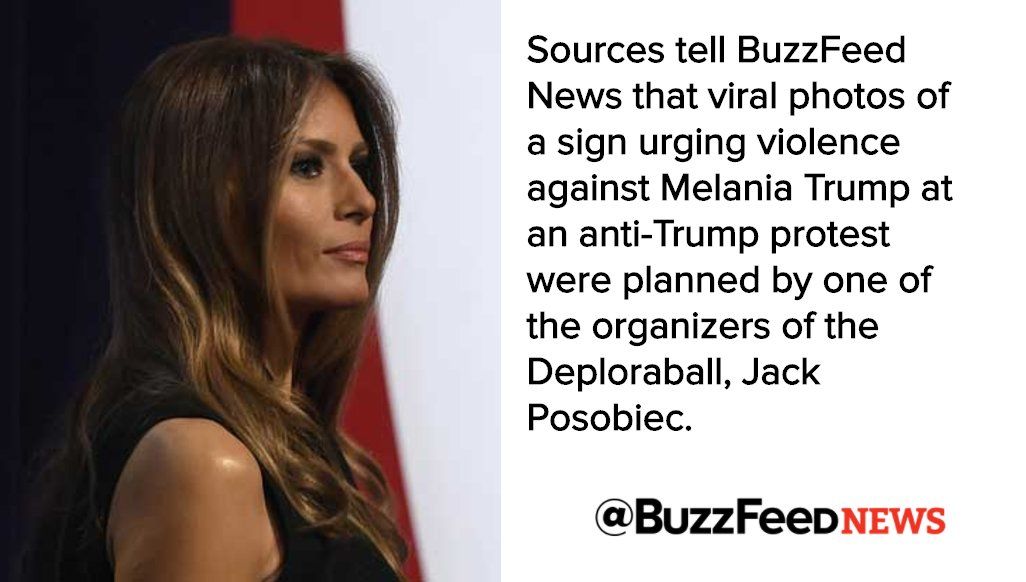 Sources tell BuzzFeed
News that viral photos of
a sign urging violence
against Melania Trump at
an anti-Trump protest
were planned by one of
the organizers of the
Deploraball, Jack
Posobiec.
@BuzzFeedNEWS